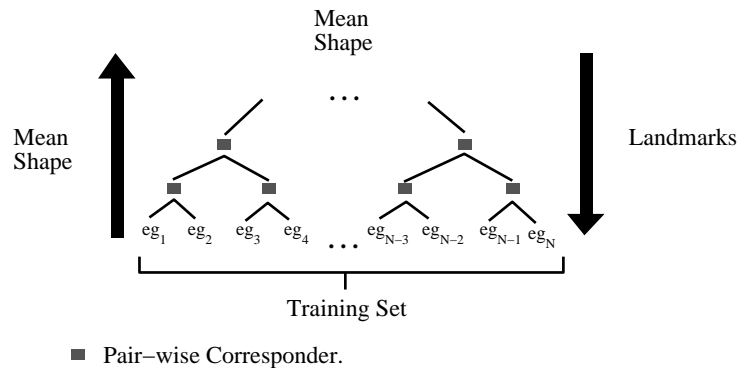 Mean
Shape
...
Mean
Shape
Landmarks
eg1 eg2 eg3 eg4 ... egN−3 egN−2 egN−1 egN
Training Set
Pair−wise Corresponder.